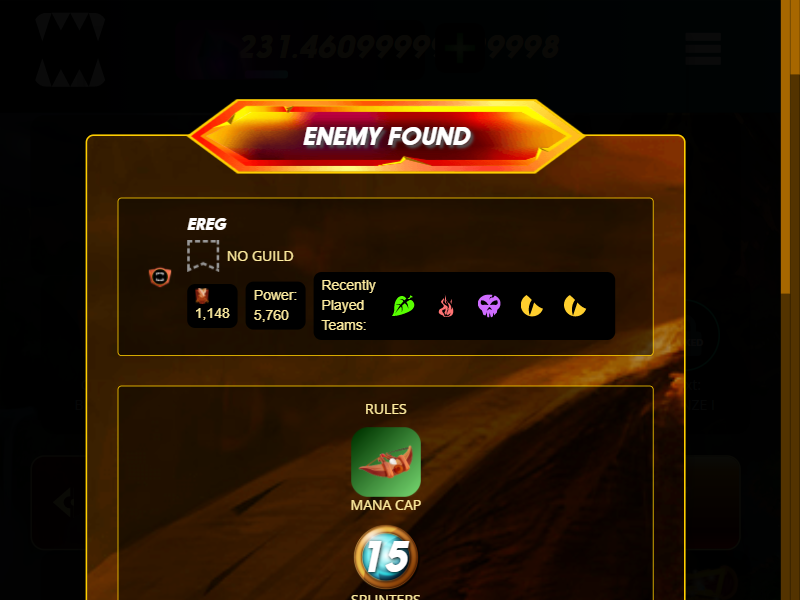 231.4609999 9998
ENEMY FOUND
EREG
NO GUILD
1,148
Power:
5,760
Recently
Played
Teams:
RULES
MANA CAP
15
SPLINTERS